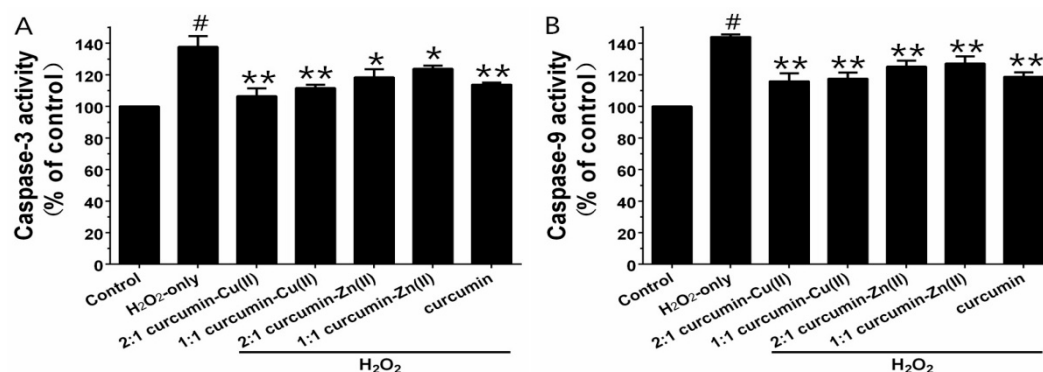 A
Caspase-3 activity
(% of control)
140
120
100
80
60
40
20
0
#
**
**
*
*
**
Control
H₂O₂-only
2:1 curcumin-Cu(II)
1:1 curcumin-Cu(II)
2:1 curcumin-Zn(II)
1:1 curcumin-Zn(II)
curcumin
H₂O₂
B
Caspase-9 activity
(% of control)
140
120
100
80
60
40
20
0
#
**
**
**
**
**
Control
H₂O₂-only
2:1 curcumin-Cu(II)
1:1 curcumin-Cu(II)
2:1 curcumin-Zn(II)
1:1 curcumin-Zn(II)
curcumin
H₂O₂